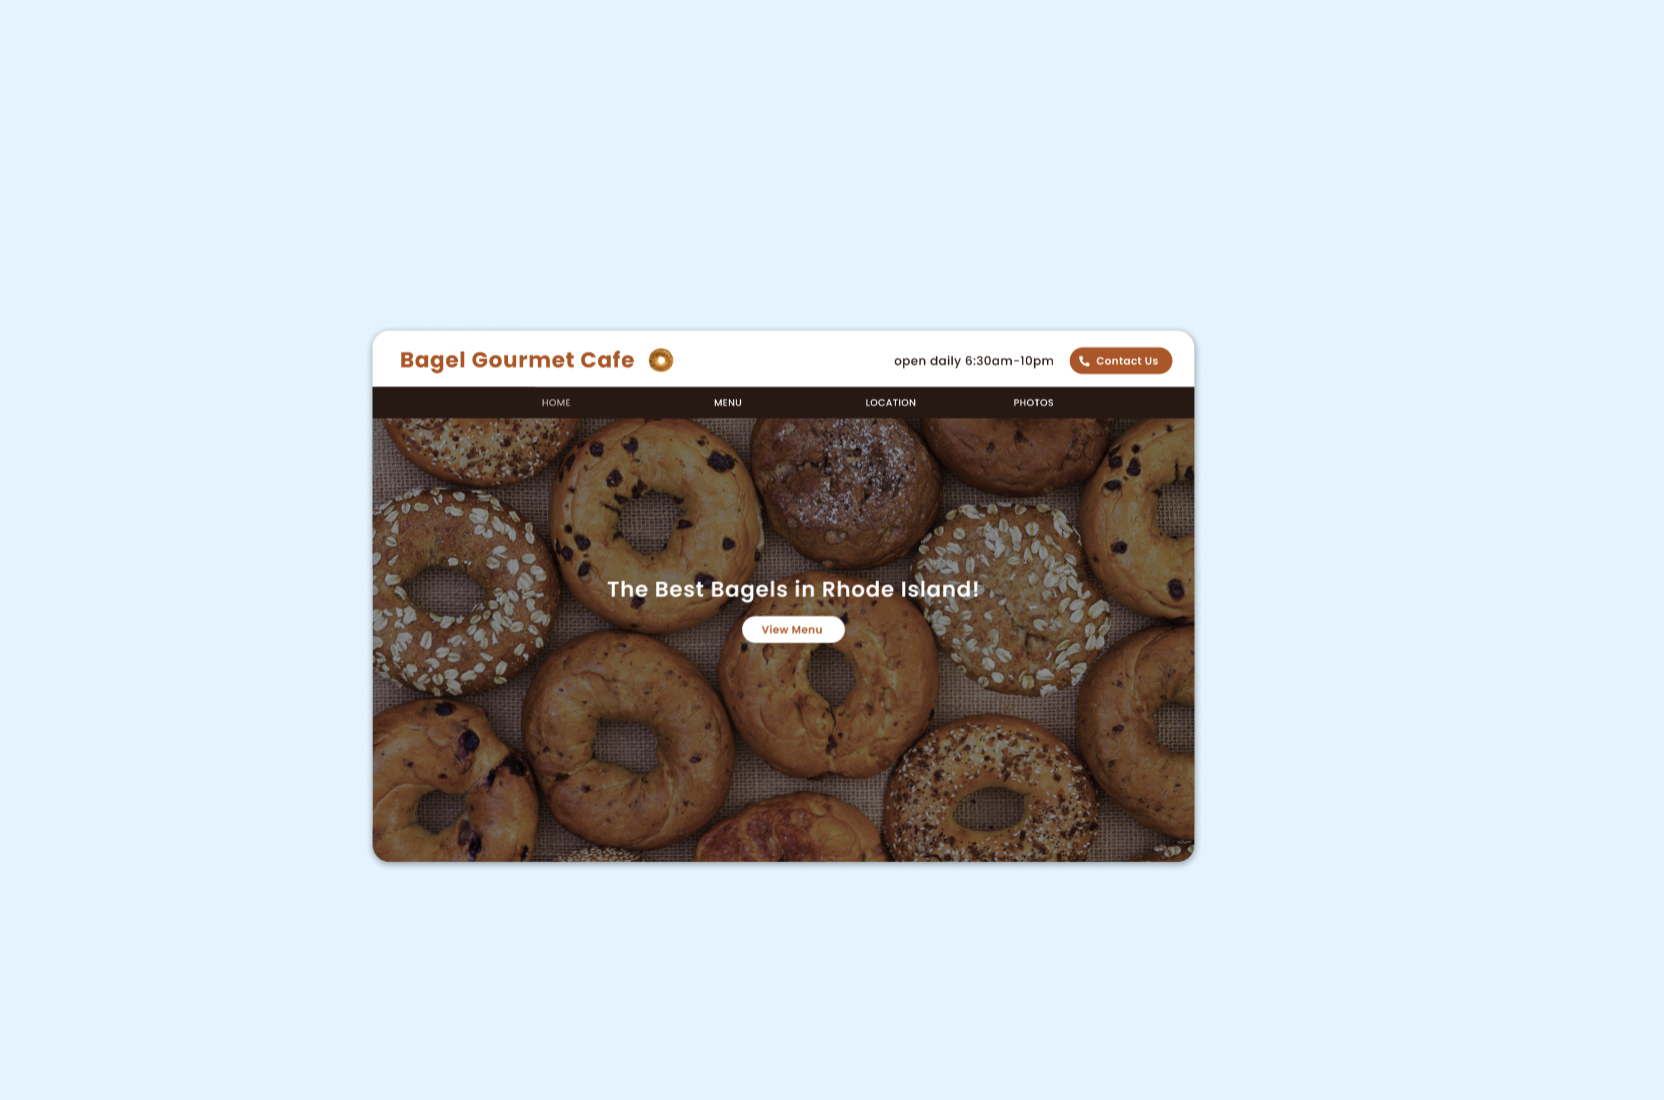 Bagel Gourmet Cafe
open daily 6:30am-10pm
Contact Us
HOME MENU LOCATION PHOTOS
The Best Bagels in Rhode Island!
View Menu